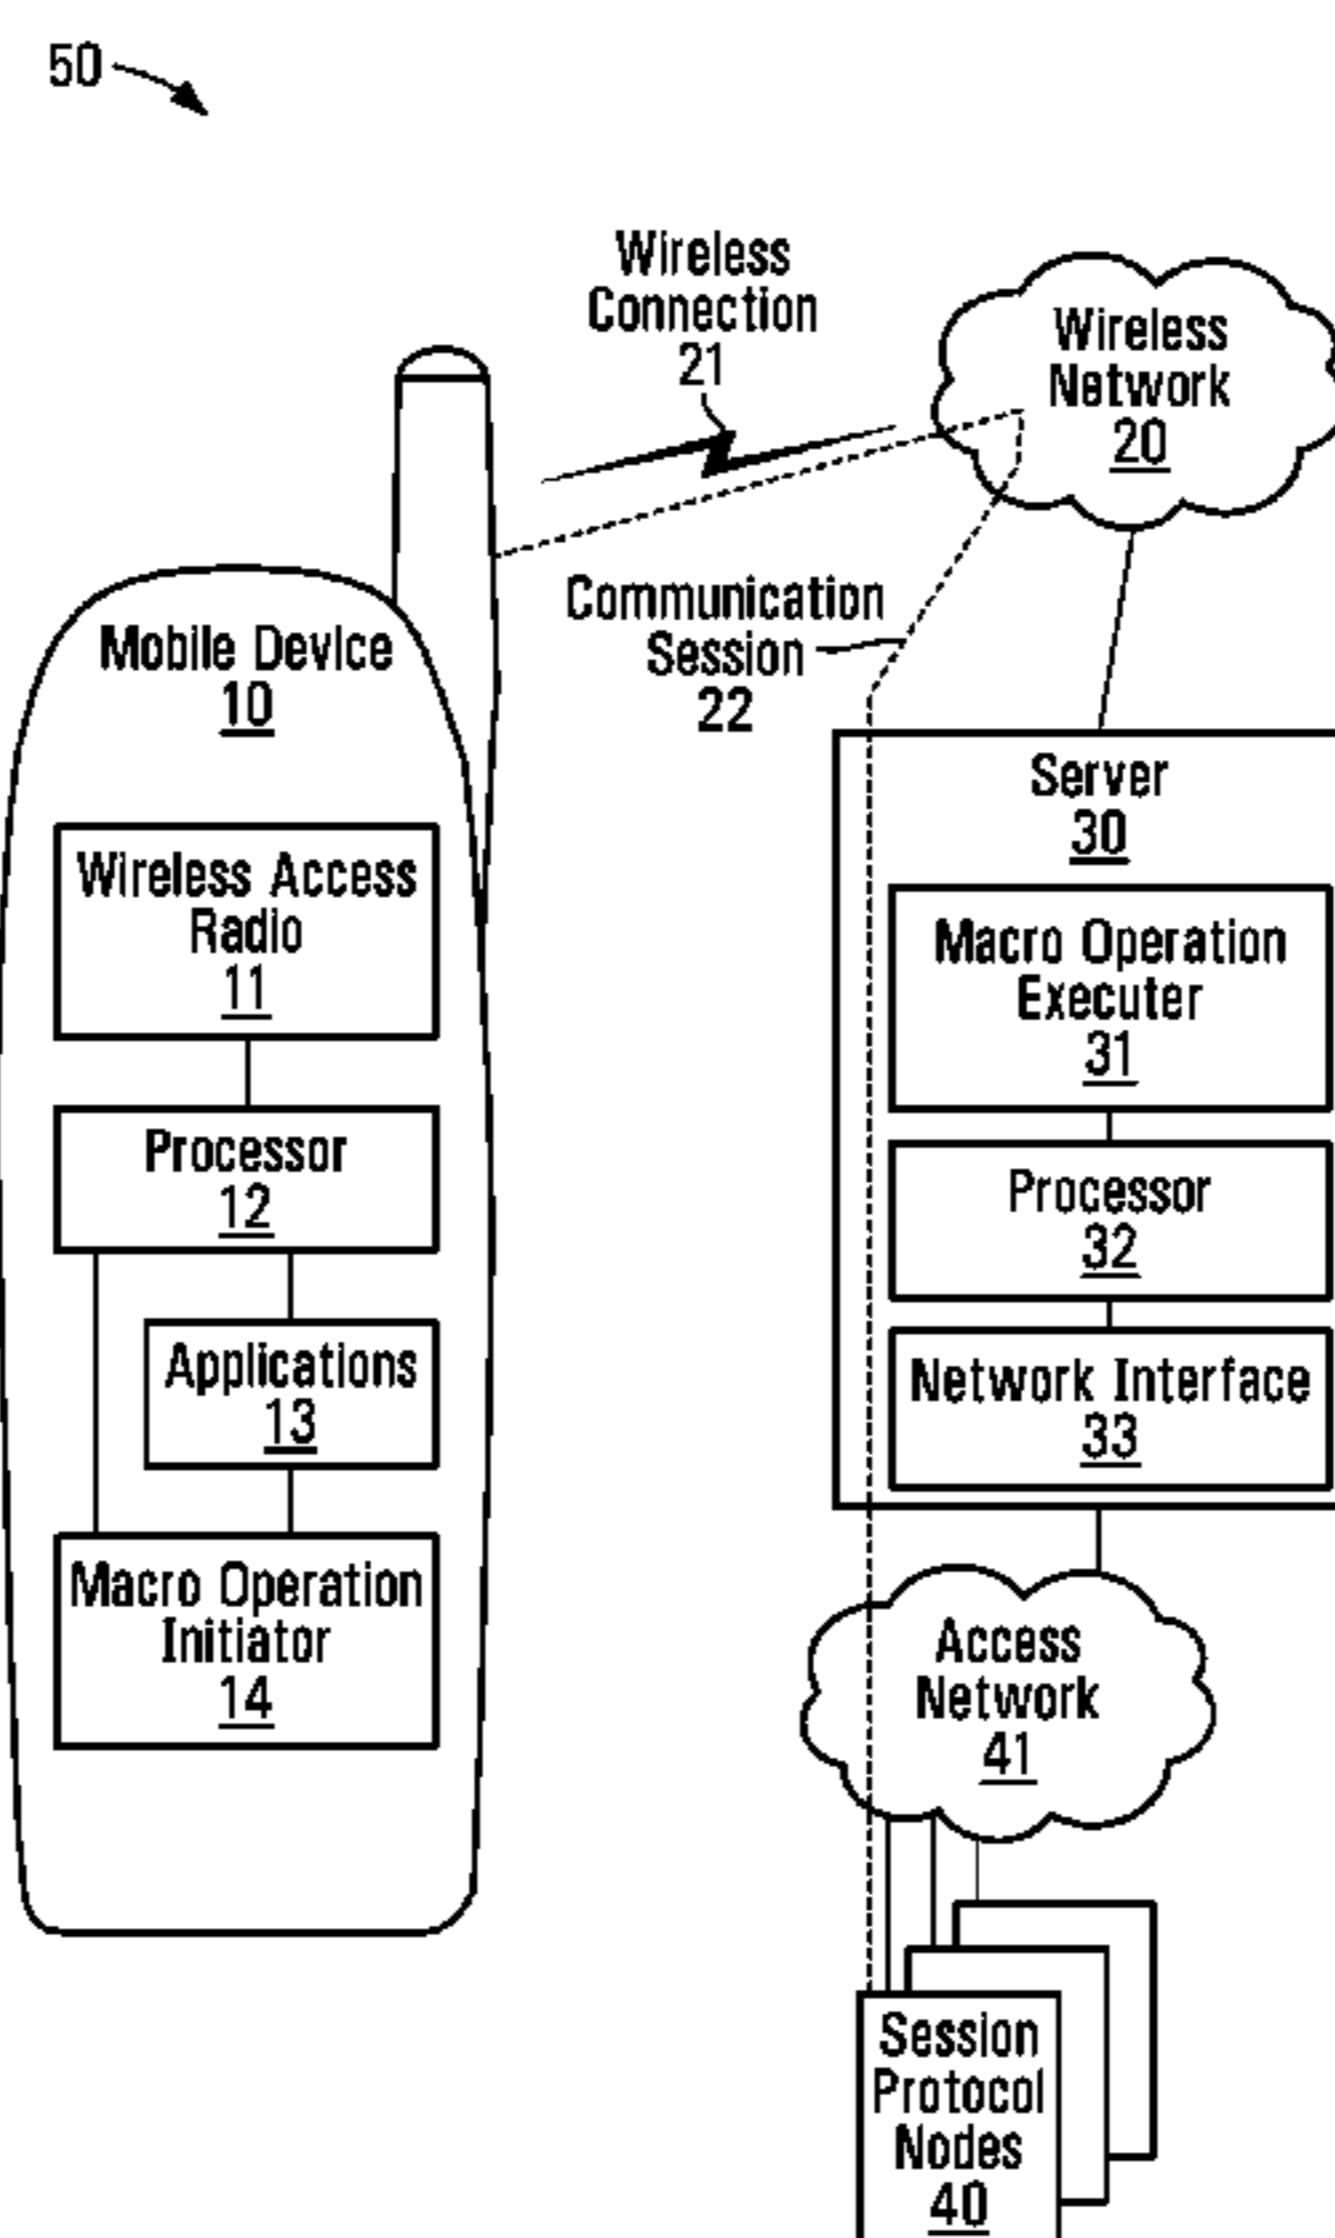 50
Wireless
Connection
21
Wireless
Network
20
Communication
Session
22
Mobile Device
10
Wireless Access
Radio
11
Processor
12
Applications
13
Macro Operation
Initiator
14
Server
30
Macro Operation
Executer
31
Processor
32
Network Interface
33
Access
Network
41
Session
Protocol
Nodes
40